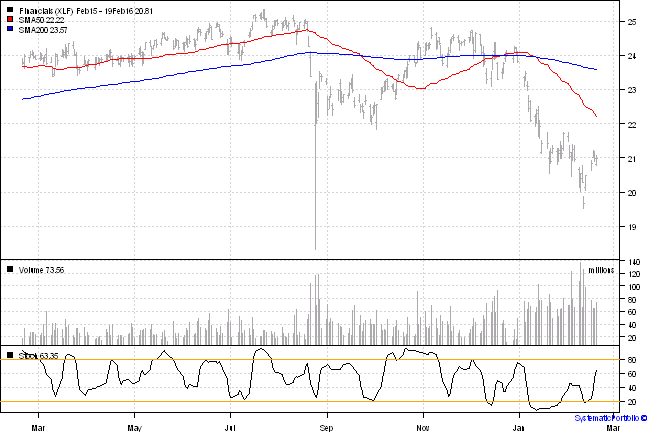 Financials (XLF) Feb15 - 19Feb16 20.81
SMA50 22.22
SMA200 23.57
25
24
23
22
21
20
19
Volume 73.56
millions
140
120
100
80
60
40
20
Stock 63.35
80
60
40
20
Mar May Jul Sep Nov Jan Mar
SystematicPortfolio ©